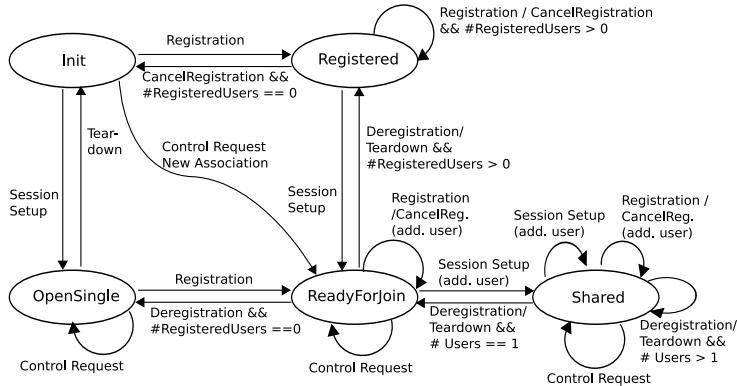 Registration / CancelRegistration
&& #RegisteredUsers > 0
Registration
Init
Registered
CancelRegistration &&
#RegisteredUsers == 0
Tear-
down
Control Request
New Association
Deregistration/
Teardown &&
#RegisteredUsers > 0
Session
Setup
Session
Setup
Registration
/CancelReg.
(add. user)
Session Setup
(add. user)
Registration /
CancelReg.
(add. user)
Registration
Session Setup
(add. user)
OpenSingle
ReadyForJoin
Shared
Deregistration &&
#RegisteredUsers ==0
Deregistration/
Teardown &&
# Users == 1
Deregistration/
Teardown &&
# Users > 1
Control Request
Control Request
Control Request